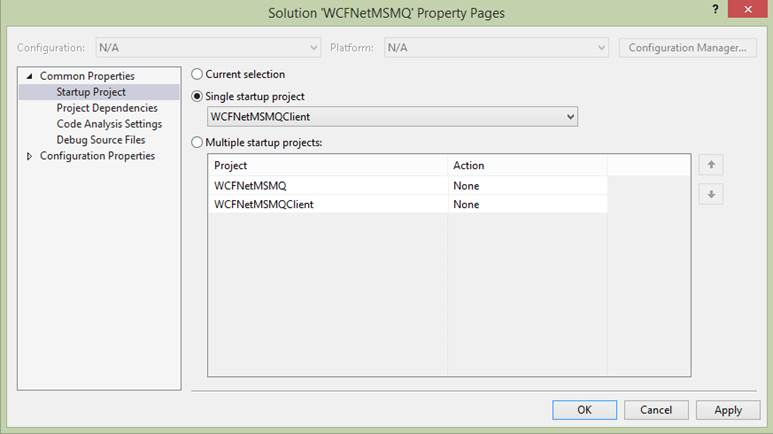 Solution 'WCFNetMSMQ' Property Pages
?
Configuration: N/A Platform: N/A Configuration Manager...
Common Properties
Startup Project
Project Dependencies
Code Analysis Settings
Debug Source Files
Configuration Properties
Current selection
Single startup project
WCFNetMSMQClient
Multiple startup projects:
Project Action
WCFNetMSMQ None
WCFNetMSMQClient None
OK Cancel Apply